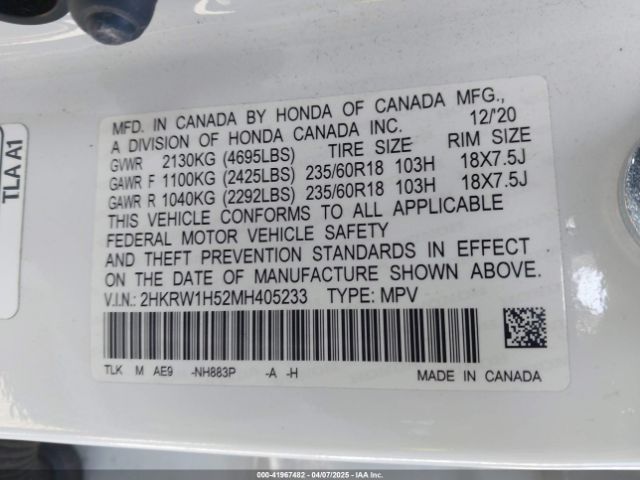 TLA A1
MFD. IN CANADA BY HONDA OF CANADA MFG., 12/'20
A DIVISION OF HONDA CANADA INC.
TIRE SIZE RIM SIZE
GVWR 2130KG (4695LBS)
GAWR F 1100KG (2425LBS) 235/60R18 103H 18X7.5J
GAWR R 1040KG (2292LBS) 235/60R18 103H 18X7.5J
THIS VEHICLE CONFORMS TO ALL APPLICABLE
FEDERAL MOTOR VEHICLE SAFETY
AND THEFT PREVENTION STANDARDS IN EFFECT
ON THE DATE OF MANUFACTURE SHOWN ABOVE.
V.I.N.: 2HKRW1H52MH405233 TYPE: MPV
TLK M AE9 -NH883P -A -H MADE IN CANADA
000-41967482 - 04/07/2025 - IAAI.COM